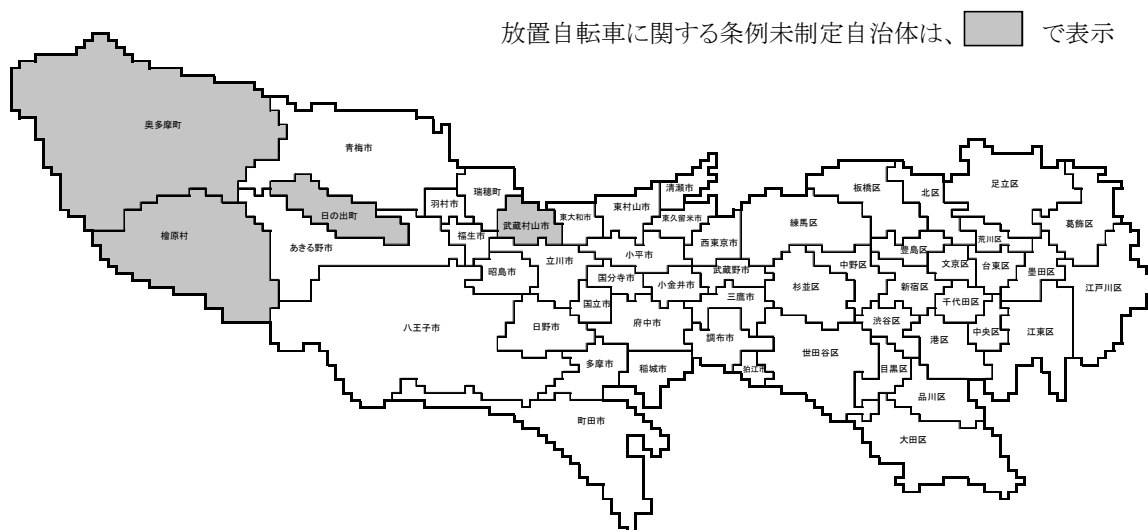 放置自転車に関する条例未制定自治体は、 で表示
奥多摩町
青梅市
瑞穂町
羽村市
日の出町
檜原村
あきる野市
福生市
武蔵村山市
東大和市
東村山市
清瀬市
東久留米市
西東京市
小平市
立川市
昭島市
国分寺市
小金井市
武蔵野市
三鷹市
国立市
府中市
調布市
狛江市
日野市
八王子市
多摩市
稲城市
町田市
板橋区
北区
足立区
葛飾区
練馬区
荒川区
豊島区
文京区
台東区
墨田区
江戸川区
中野区
杉並区
新宿区
千代田区
渋谷区
中央区
江東区
港区
世田谷区
目黒区
品川区
大田区